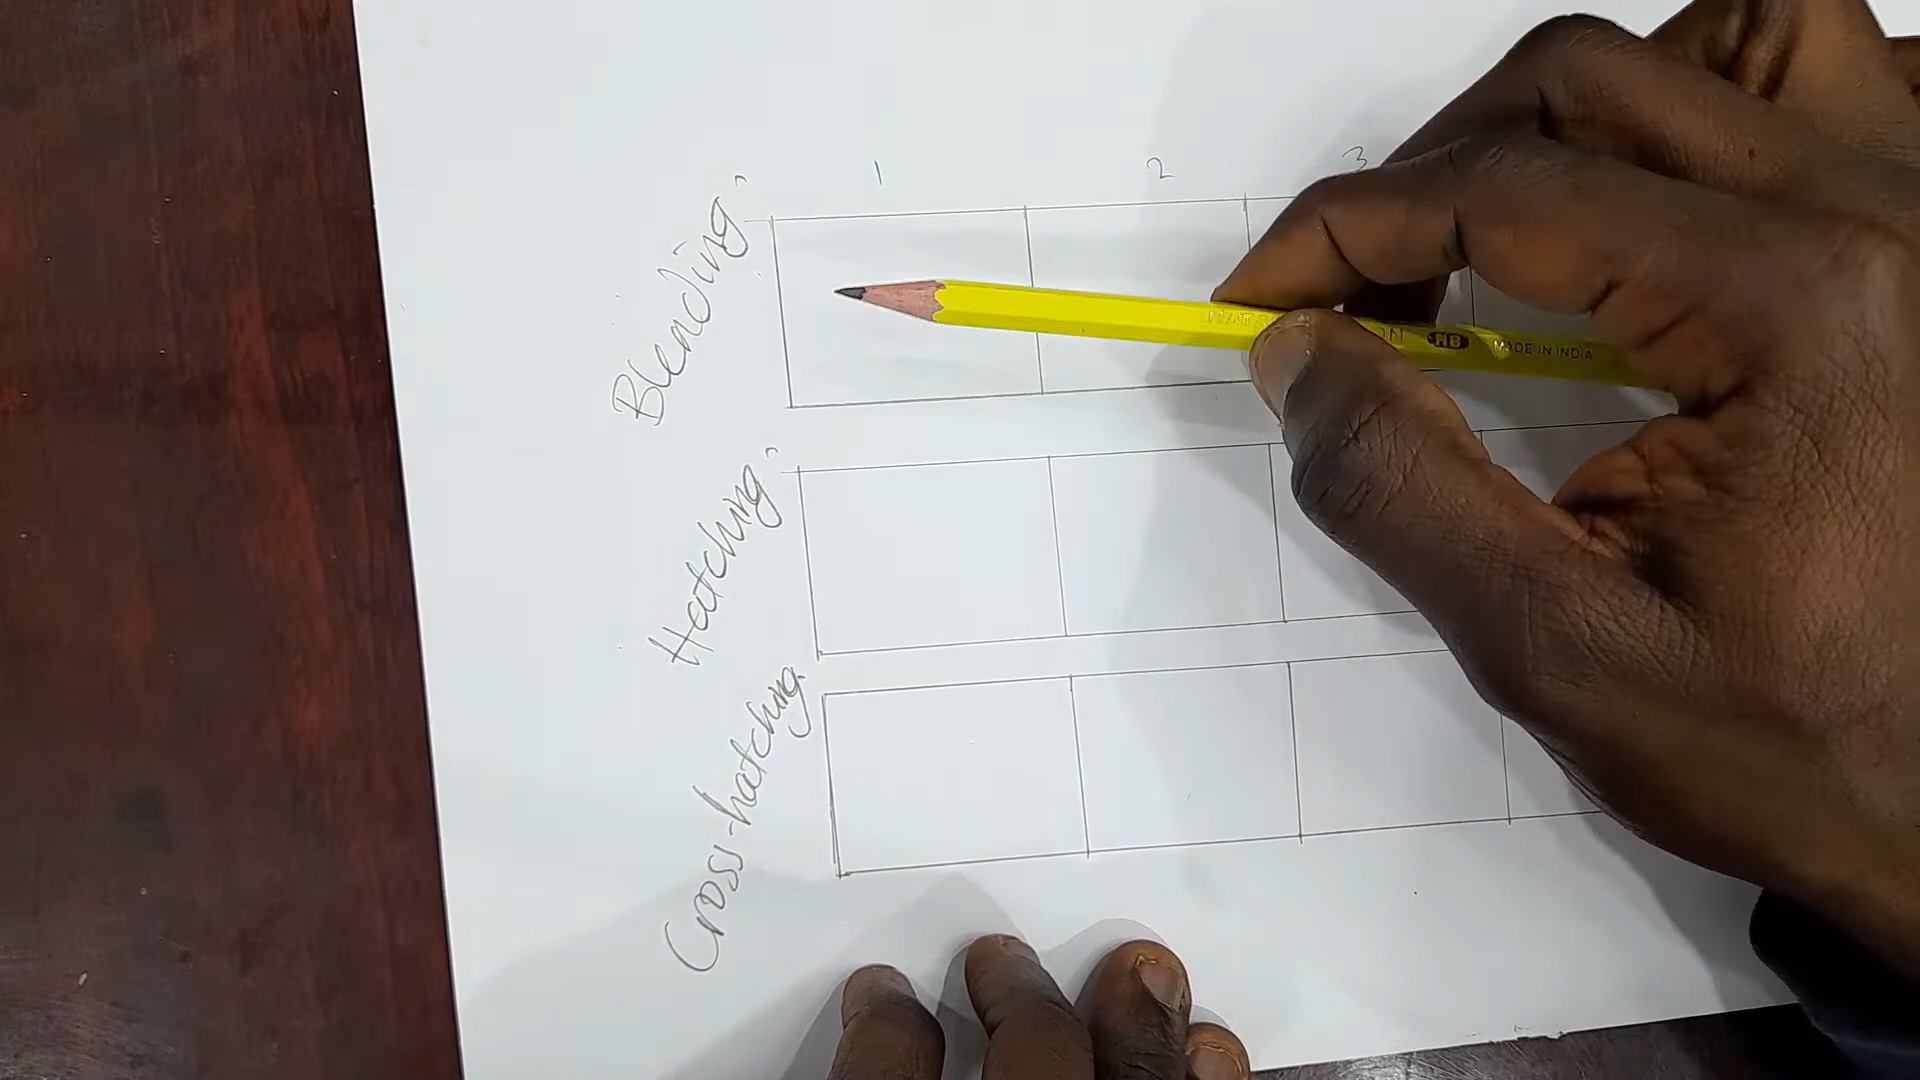 1 2 3
Blending
HB MADE IN INDIA
Hatching
Cross-hatching